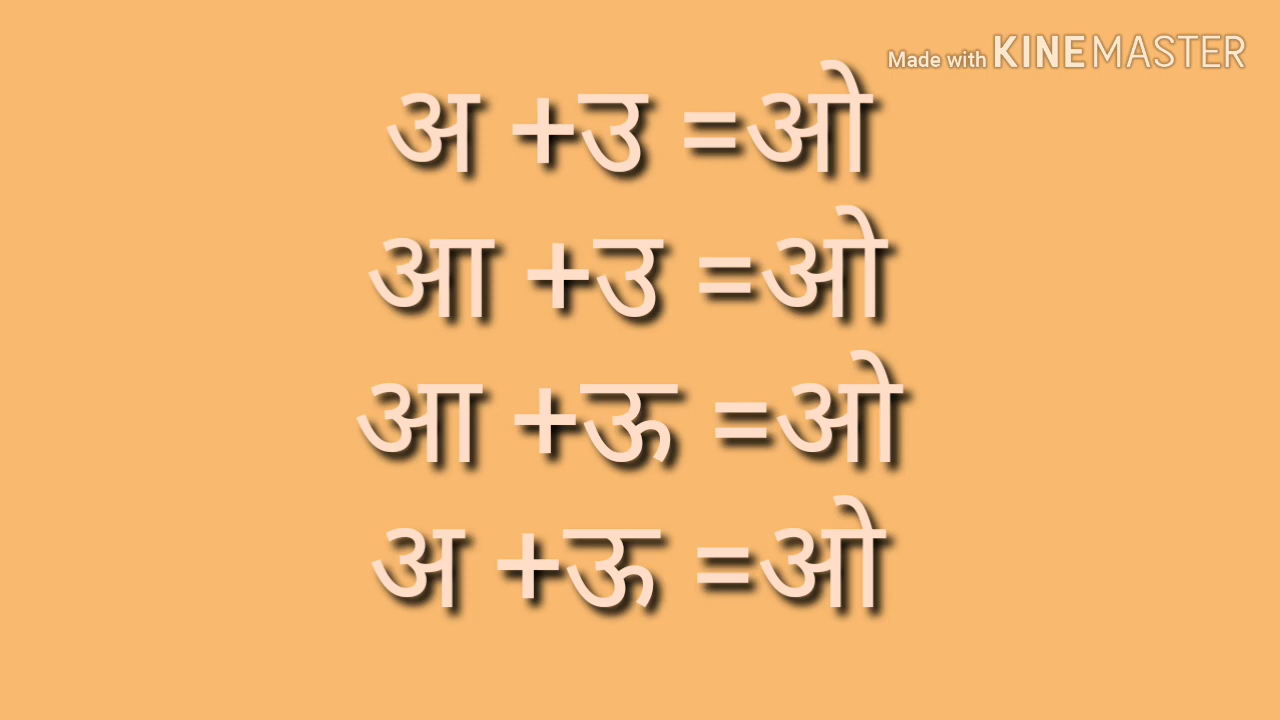 Made with KINEMASTER
अ +उ =ओ
आ +उ =ओ
आ +ऊ =ओ
अ +ऊ =ओ